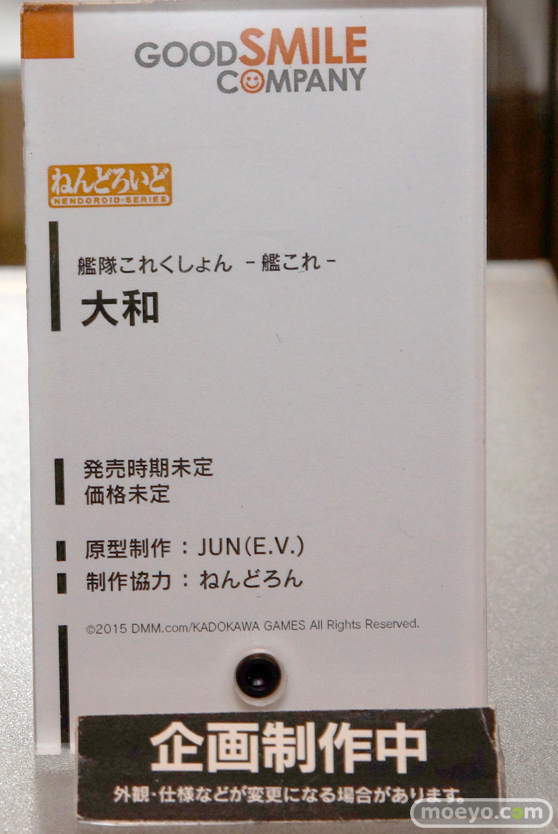 GOODSMILE
COMPANY
ねんどろいど
NENDOROID-SERIES
艦隊これくしょん －艦これ－
大和
発売時期未定
価格未定
原型制作：JUN(E.V.)
制作協力：ねんどろん
©2015 DMM.com/KADOKAWA GAMES All Rights Reserved.
企画制作中
外観・仕様などが変更になる場合があります。
moeyo.com